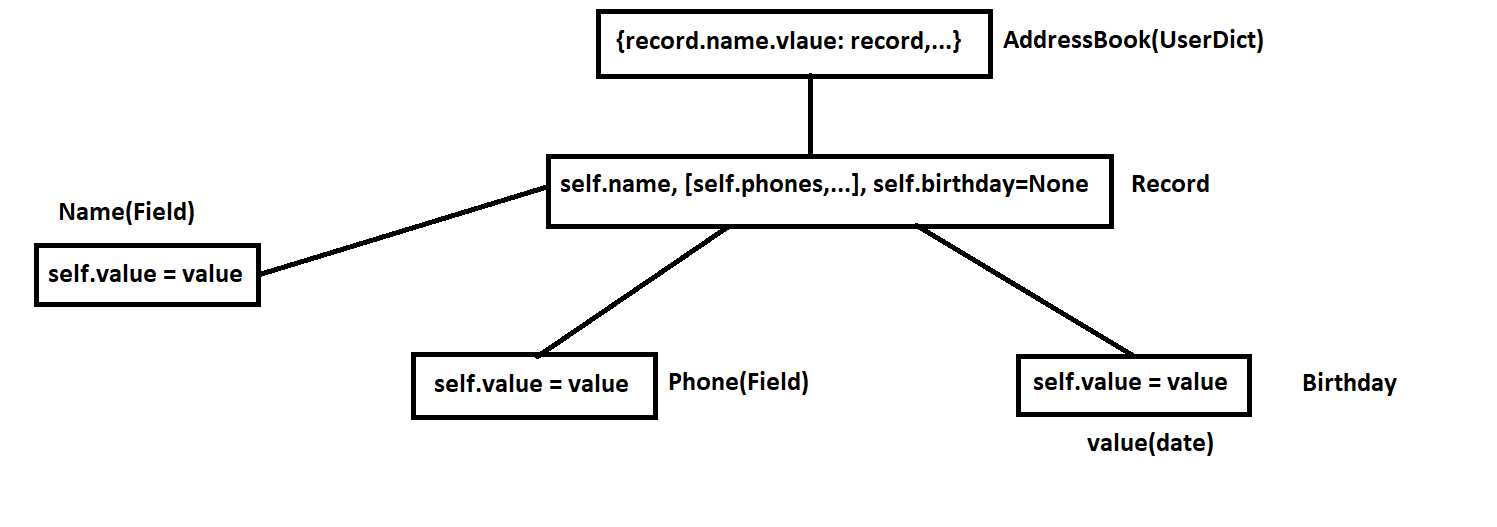 {record.name.vlaue: record,...}
AddressBook(UserDict)
self.name, [self.phones,...], self.birthday=None
Record
Name(Field)
self.value = value
self.value = value
Phone(Field)
self.value = value
Birthday
value(date)